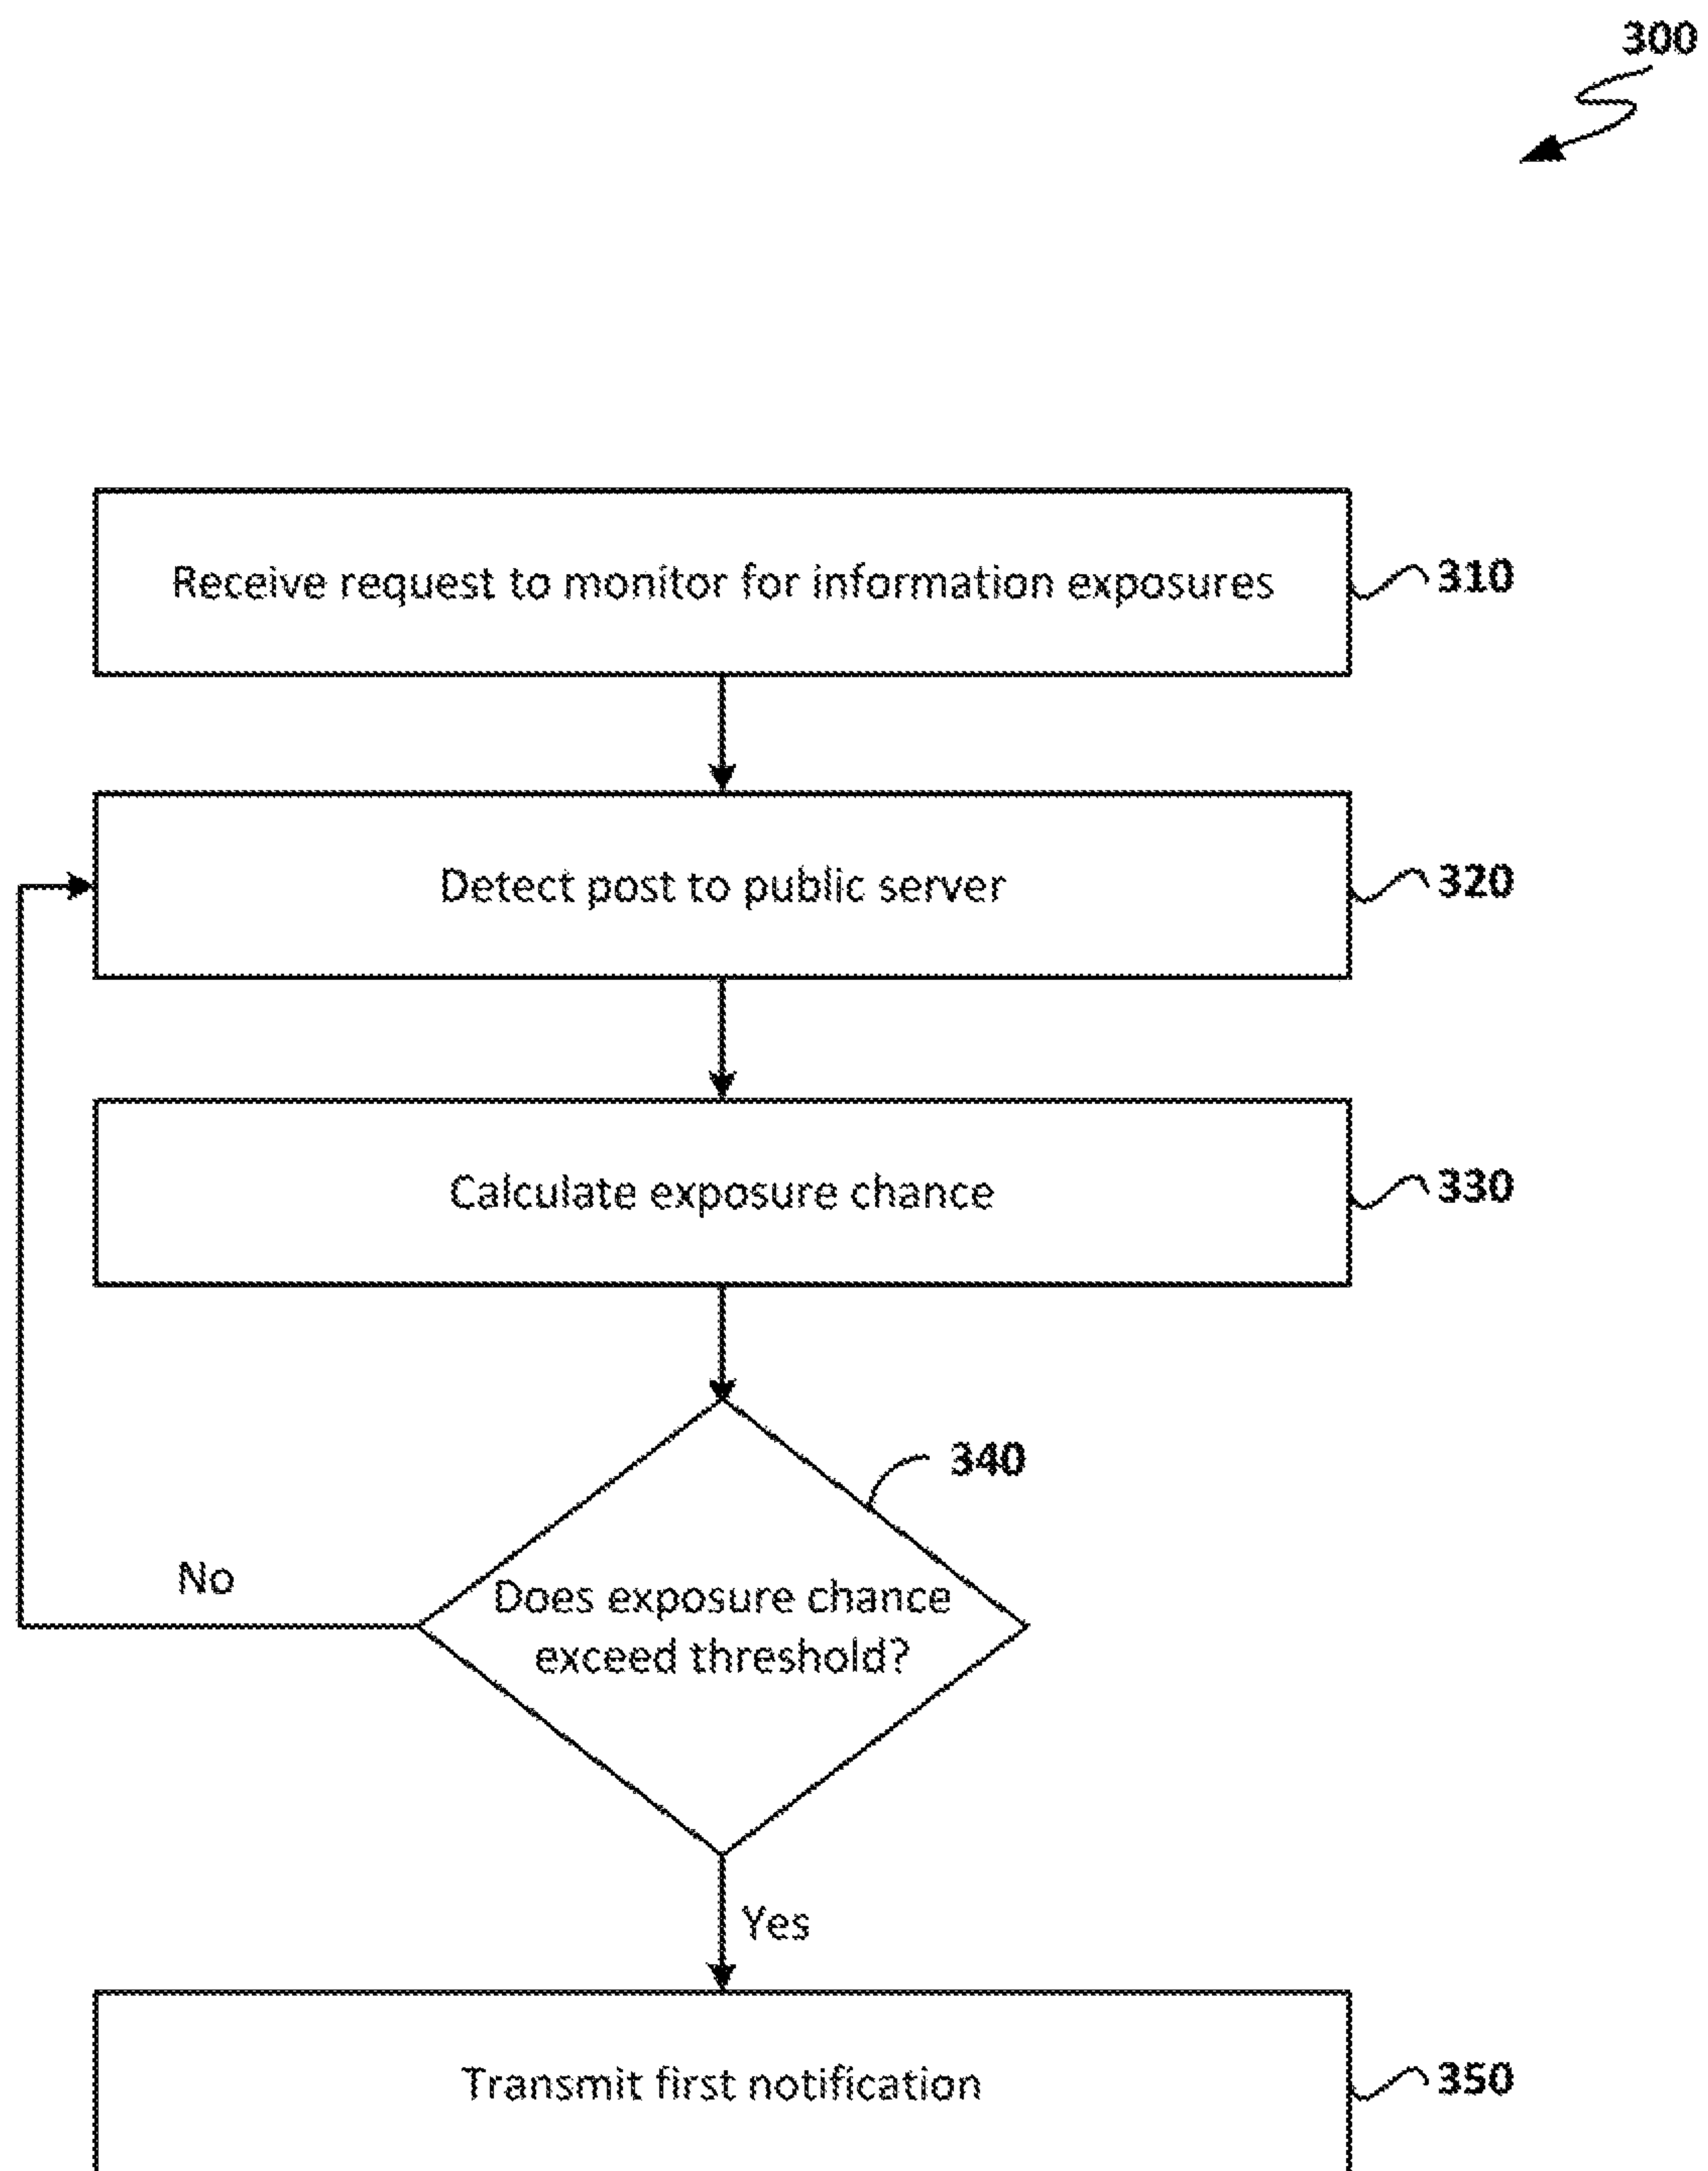 300
Receive request to monitor for information exposures
310
Detect post to public server
320
Calculate exposure chance
330
340
Does exposure chance
exceed threshold?
No
Yes
Transmit first notification
350